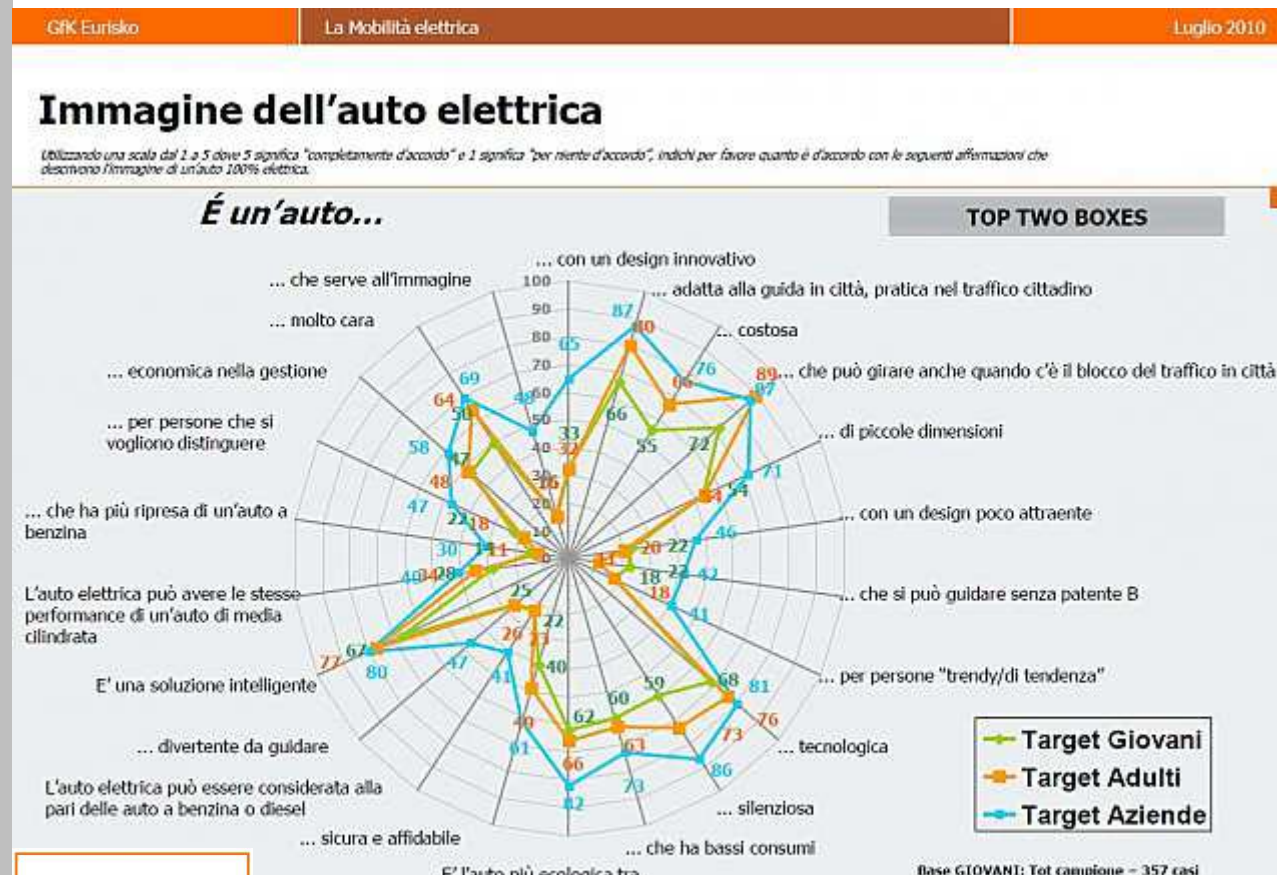 GfK Eurisko
La Mobilità elettrica
Luglio 2010
Immagine dell'auto elettrica
Utilizzando una scala dal 1 a 5 dove 5 significa "completamente d'accordo" e 1 significa "per niente d'accordo", indichi per favore quanto è d'accordo con le seguenti affermazioni che
descrivono l'immagine di un'auto 100% elettrica.
É un'auto...
TOP TWO BOXES
... con un design innovativo
... che serve all'immagine
... adatta alla guida in città, pratica nel traffico cittadino
... molto cara
... costosa
... economica nella gestione
... che può girare anche quando c'è il blocco del traffico in città
... per persone che si
vogliono distinguere
... di piccole dimensioni
... che ha più ripresa di un'auto a
benzina
... con un design poco attraente
L'auto elettrica può avere le stesse
performance di un'auto di media
cilindrata
... che si può guidare senza patente B
E' una soluzione intelligente
... per persone "trendy/di tendenza"
... divertente da guidare
... tecnologica
L'auto elettrica può essere considerata alla
pari delle auto a benzina o diesel
... silenziosa
... sicura e affidabile
... che ha bassi consumi
E' l'auto più ecologica tra
100
90
80
70
60
50
40
30
20
10
0
65
33
32
87
80
66
76
66
55
89
87
72
71
54
46
20
22
42
11
18
41
18
81
76
68
86
73
59
73
63
60
82
66
62
61
49
40
41
23
22
47
26
25
80
77
67
40
34
28
30
11
14
47
18
22
58
48
47
69
64
50
48
16
Target Giovani
Target Adulti
Target Aziende
Base GIOVANI: Tot campione = 357 casi